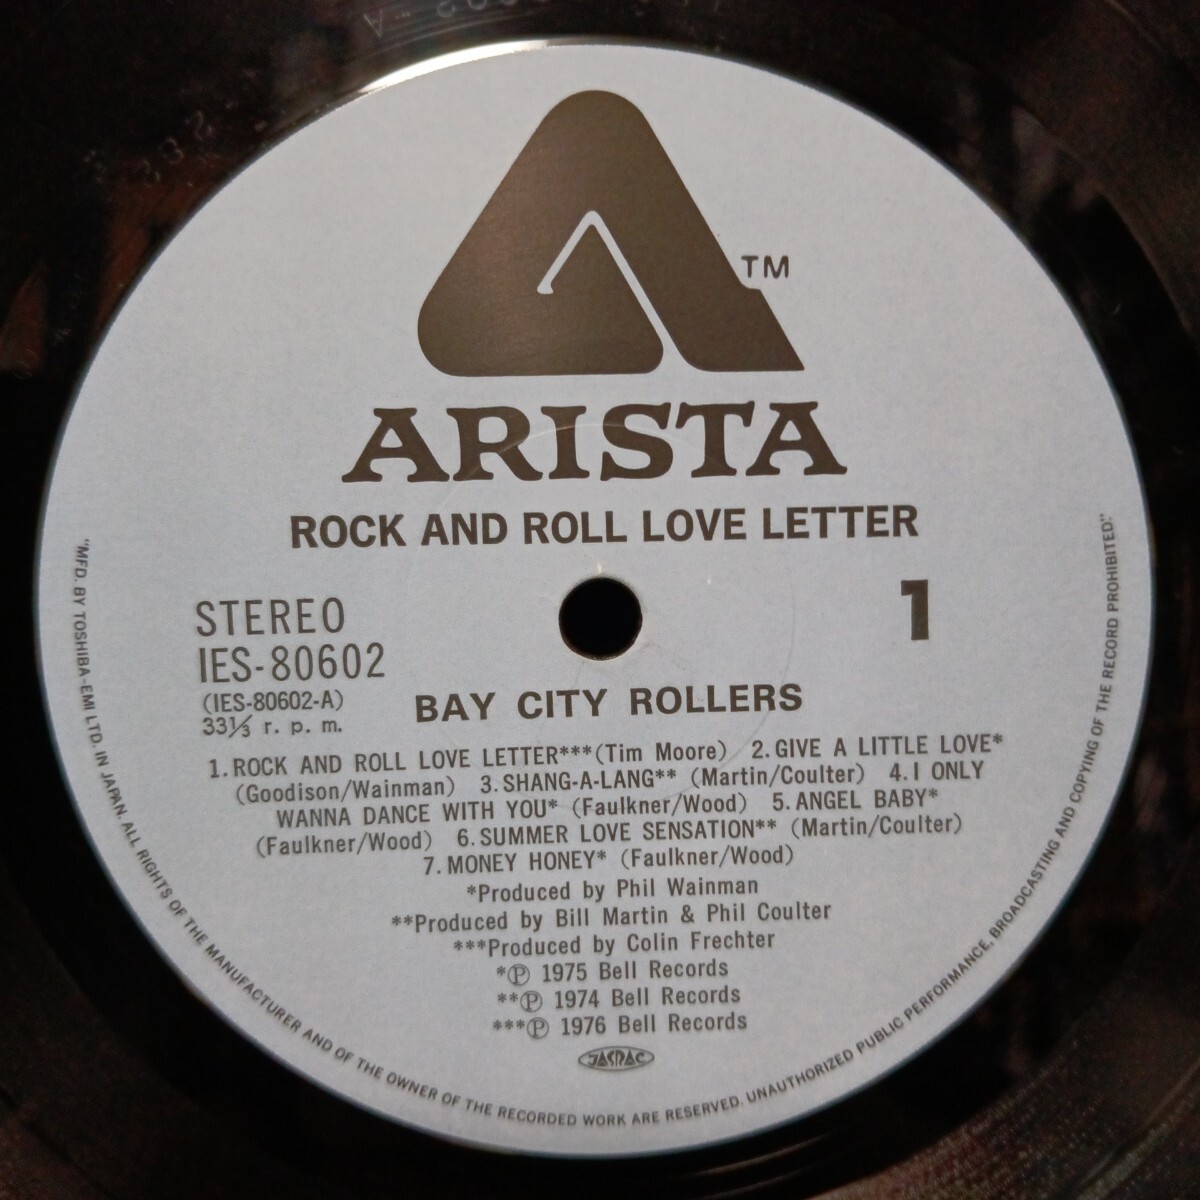 TM
ARISTA
ROCK AND ROLL LOVE LETTER
STEREO
1
IES-80602
(IES-80602-A)
33⅓ r. p. m.
BAY CITY ROLLERS
1. ROCK AND ROLL LOVE LETTER***(Tim Moore) 2. GIVE A LITTLE LOVE*
(Goodison/Wainman) 3. SHANG-A-LANG** (Martin/Coulter) 4. I ONLY
WANNA DANCE WITH YOU* (Faulkner/Wood) 5. ANGEL BABY*
(Faulkner/Wood) 6. SUMMER LOVE SENSATION** (Martin/Coulter)
7. MONEY HONEY* (Faulkner/Wood)
*Produced by Phil Wainman
**Produced by Bill Martin & Phil Coulter
***Produced by Colin Frechter
*Ⓟ 1975 Bell Records
**Ⓟ 1974 Bell Records
***Ⓟ 1976 Bell Records
JASRAC
"MFD. BY TOSHIBA-EMI LTD. IN JAPAN. ALL RIGHTS OF THE MANUFACTURER AND OF THE OWNER OF THE RECORDED WORK ARE RESERVED. UNAUTHORIZED PUBLIC PERFORMANCE, BROADCASTING AND COPYING OF THE RECORD PROHIBITED."